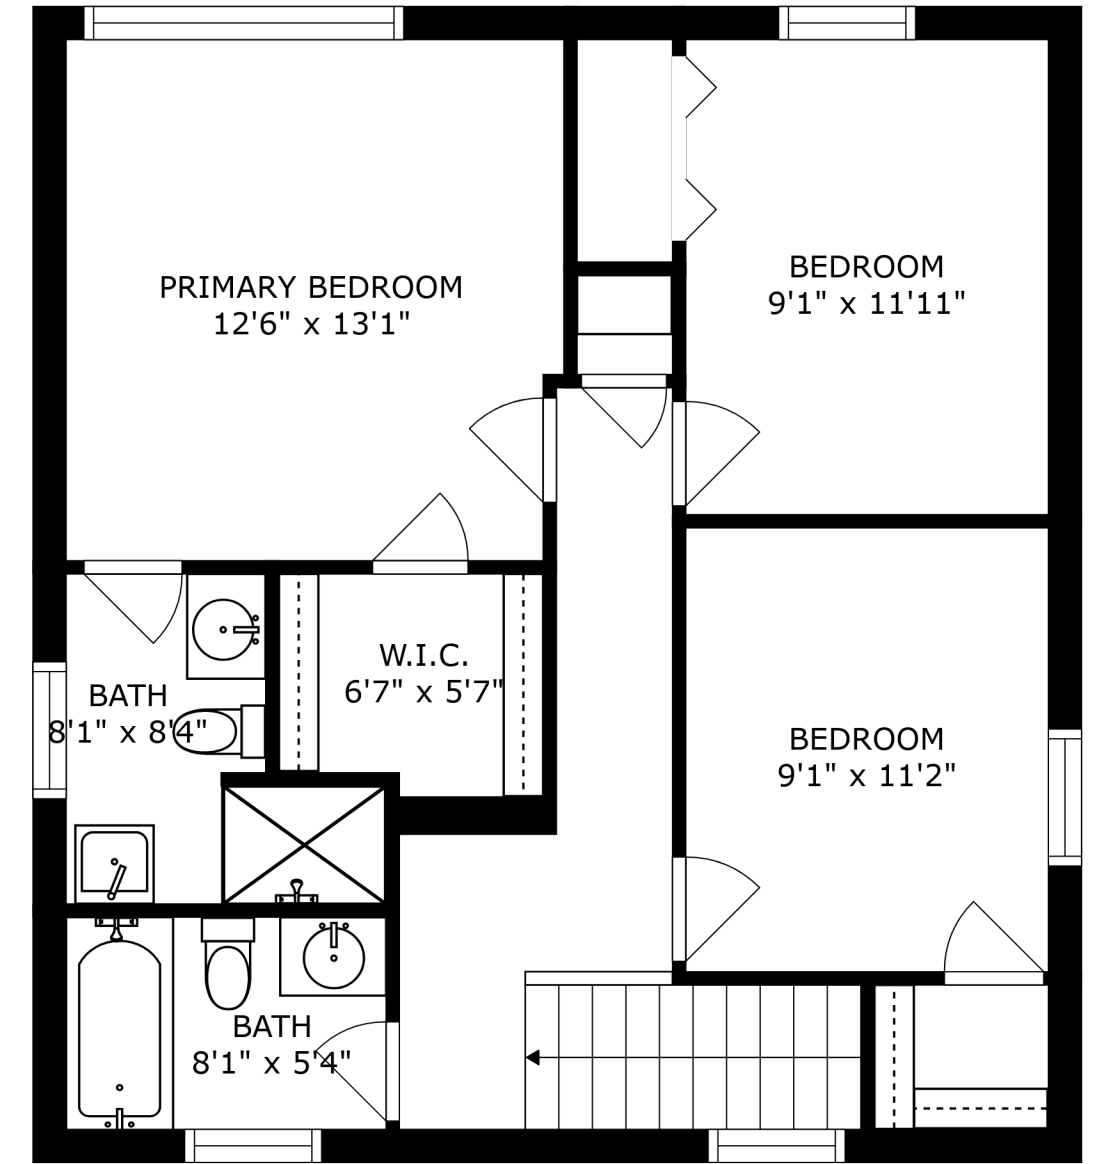 PRIMARY BEDROOM
12'6" x 13'1"
BEDROOM
9'1" x 11'11"
W.I.C.
6'7" x 5'7"
BATH
8'1" x 8'4"
BEDROOM
9'1" x 11'2"
BATH
8'1" x 5'4"